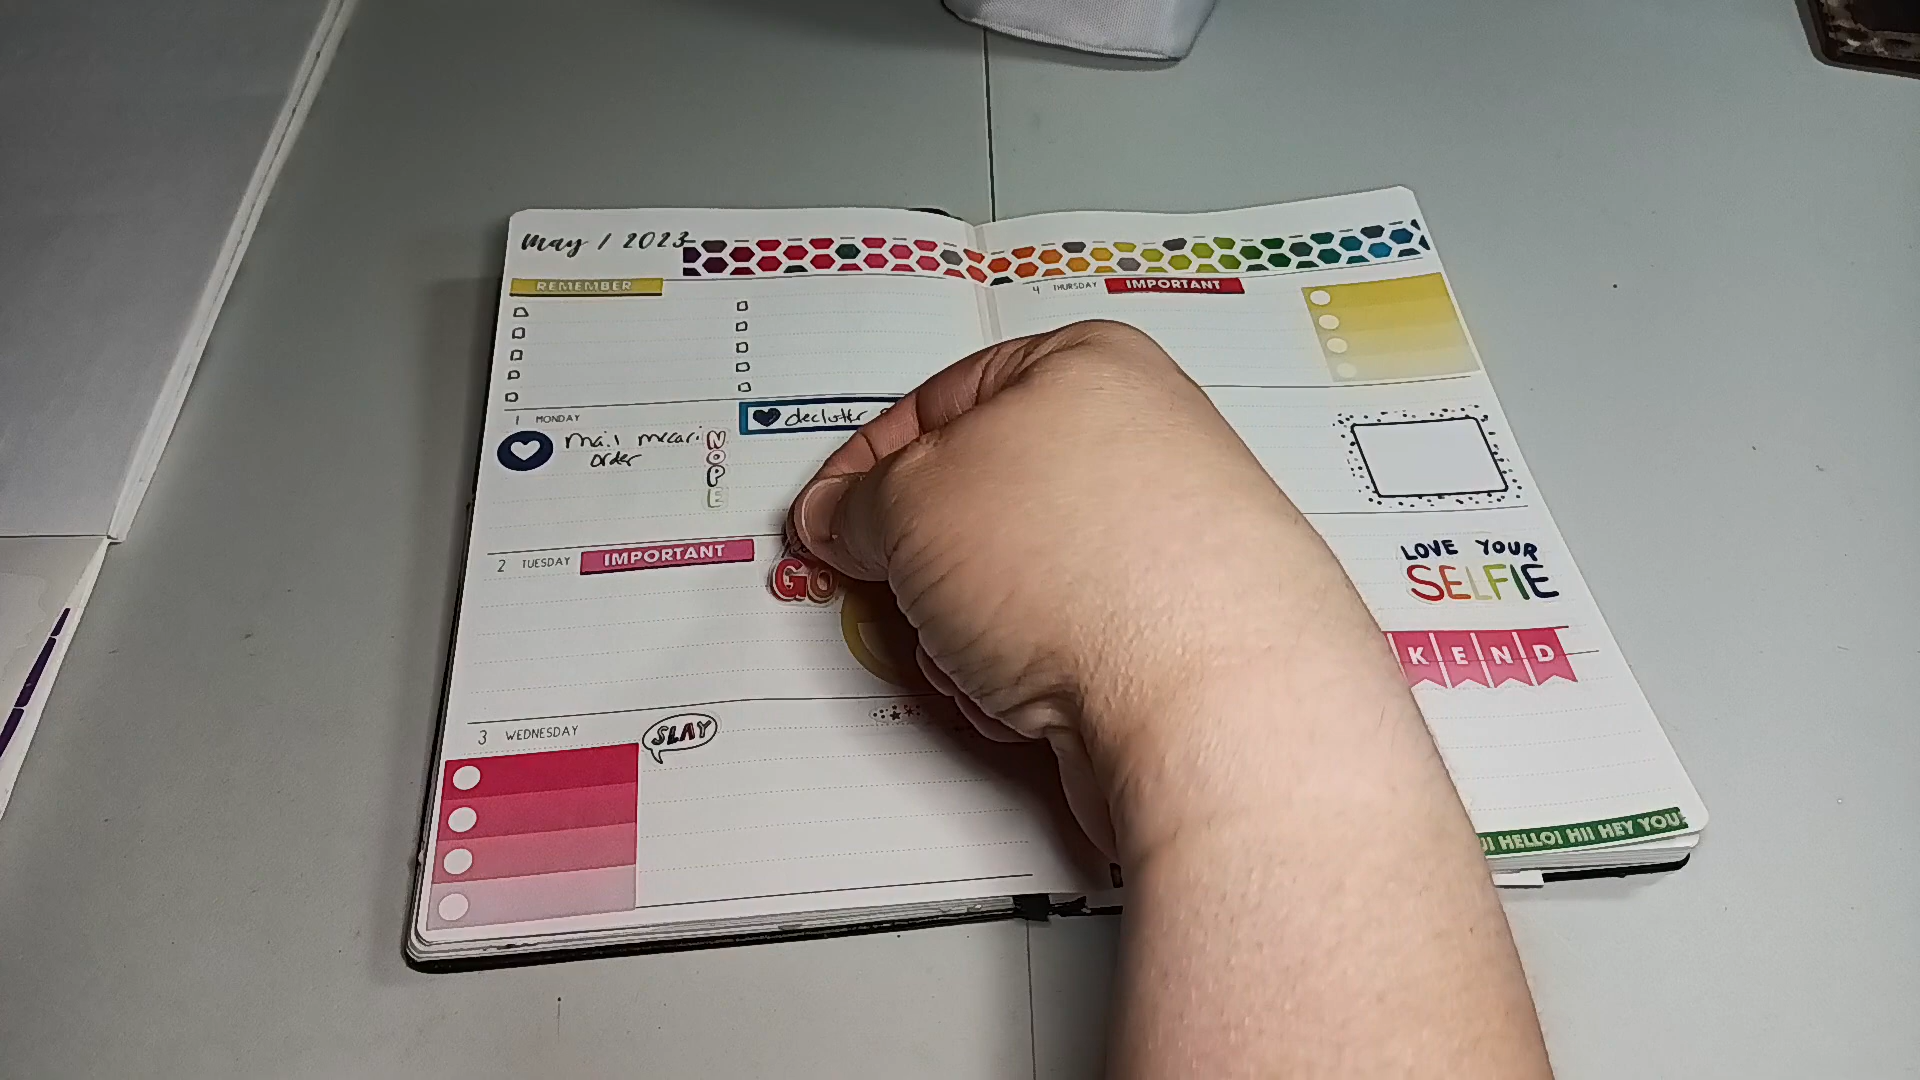 May / 2023
REMEMBER
1 MONDAY
declutter
mail mercari
order
NOPE
2 TUESDAY
IMPORTANT
GO
3 WEDNESDAY
SLAY
4 THURSDAY
IMPORTANT
LOVE YOUR
SELFIE
KEND
HELLO! HI! HEY YOU!